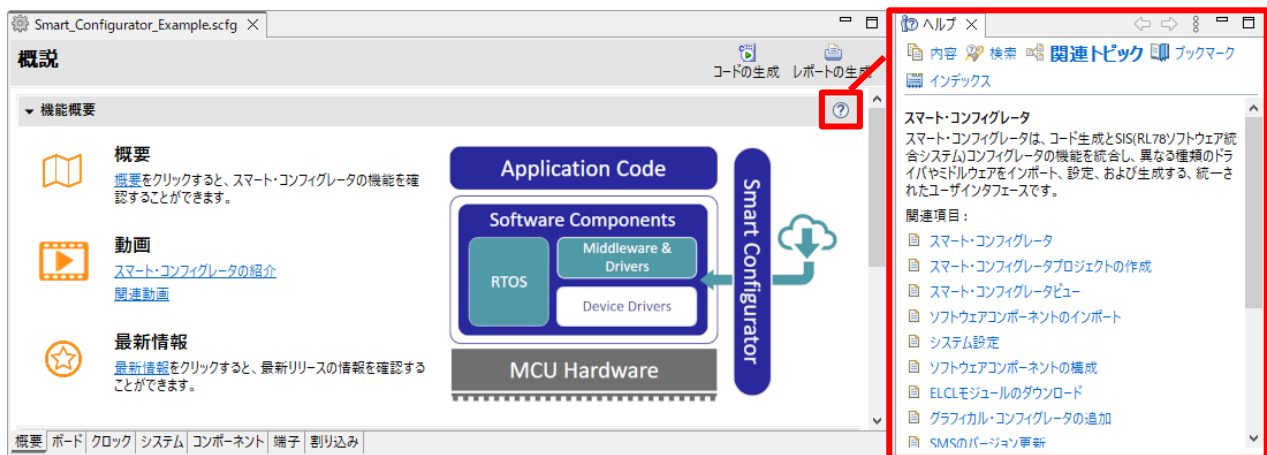 Smart_Configurator_Example.scfg
概説
コードの生成 レポートの生成
機能概要
概要
概要をクリックすると、スマート・コンフィグレータの機能を確
認することができます。
動画
スマート・コンフィグレータの紹介
関連動画
最新情報
最新情報をクリックすると、最新リリースの情報を確認する
ことができます。
Application Code
Software Components
RTOS
Middleware &
Drivers
Device Drivers
MCU Hardware
Smart Configurator
概要 ボード クロック システム コンポーネント 端子 割り込み
ヘルプ
内容 検索 関連トピック ブックマーク
インデックス
スマート・コンフィグレータ
スマート・コンフィグレータは、コード生成とSIS(RL78ソフトウェア統
合システム)コンフィグレータの機能を統合し、異なる種類のドラ
イバやミドルウェアをインポート、設定、および生成する、統一さ
れたユーザインタフェースです。
関連項目：
スマート・コンフィグレータ
スマート・コンフィグレータプロジェクトの作成
スマート・コンフィグレータビュー
ソフトウェアコンポーネントのインポート
システム設定
ソフトウェアコンポーネントの構成
ELCLモジュールのダウンロード
グラフィカル・コンフィグレータの追加
SMSのバージョン更新